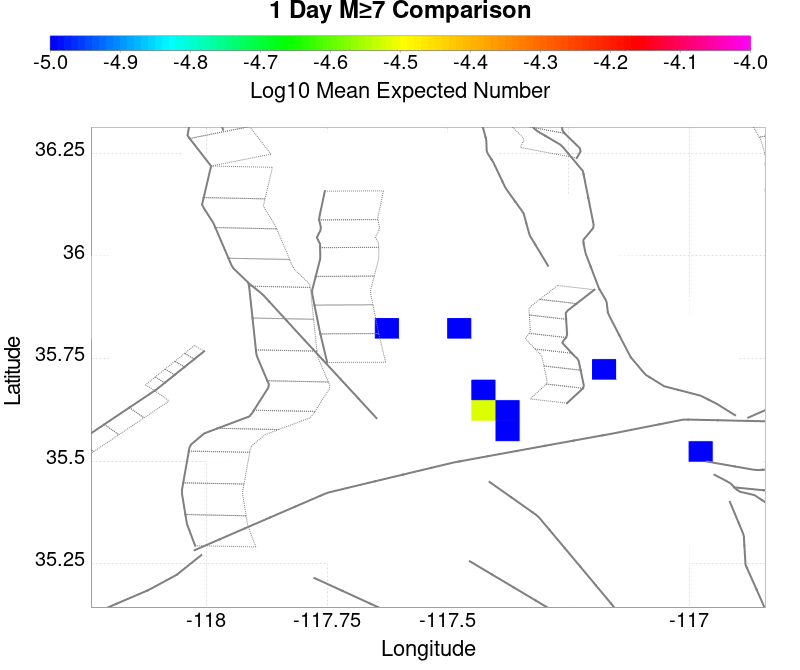 1 Day M≥7 Comparison
-5.0 -4.9 -4.8 -4.7 -4.6 -4.5 -4.4 -4.3 -4.2 -4.1 -4.0
Log10 Mean Expected Number
36.25
36
35.75
35.5
35.25
Latitude
-118 -117.75 -117.5 -117
Longitude